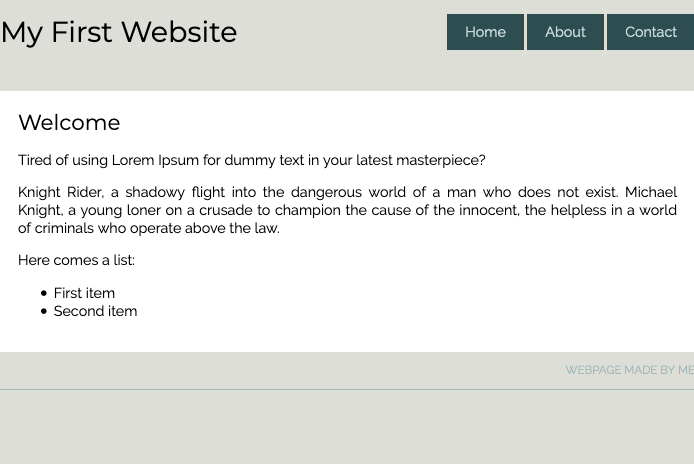 My First Website
Home About Contact
Welcome
Tired of using Lorem Ipsum for dummy text in your latest masterpiece?
Knight Rider, a shadowy flight into the dangerous world of a man who does not exist. Michael
Knight, a young loner on a crusade to champion the cause of the innocent, the helpless in a world
of criminals who operate above the law.
Here comes a list:
• First item
• Second item
WEBPAGE MADE BY ME